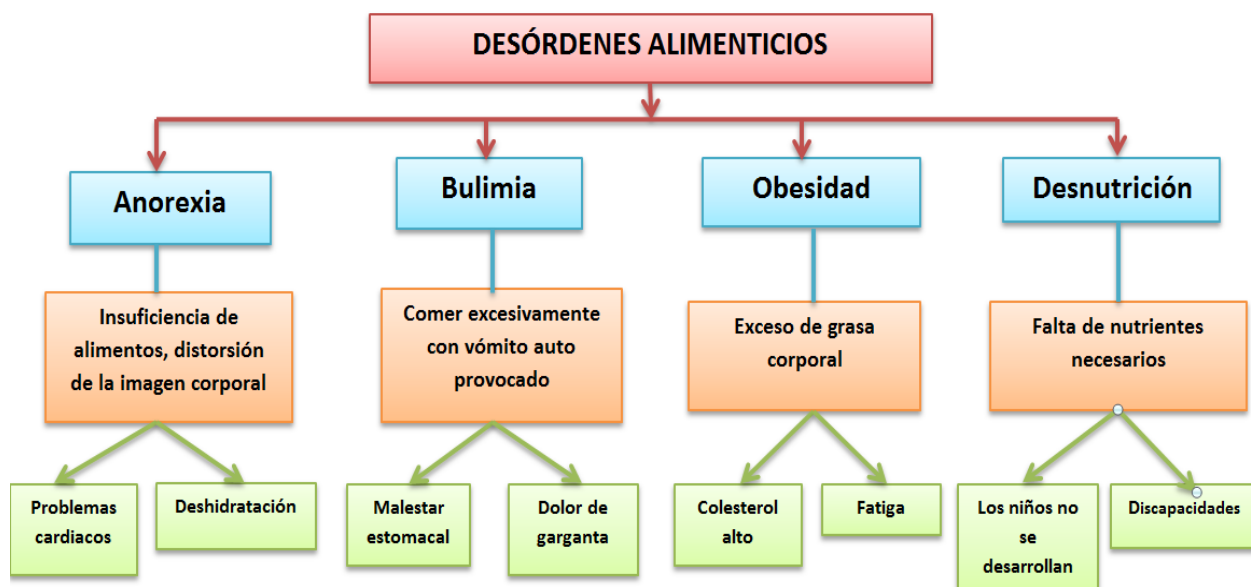 DESÓRDENES ALIMENTICIOS
Anorexia
Bulimia
Obesidad
Desnutrición
Insuficiencia de
alimentos, distorsión
de la imagen corporal
Comer excesivamente
con vómito auto
provocado
Exceso de grasa
corporal
Falta de nutrientes
necesarios
Problemas
cardiacos
Deshidratación
Malestar
estomacal
Dolor de
garganta
Colesterol
alto
Fatiga
Los niños no
se
desarrollan
Discapacidades